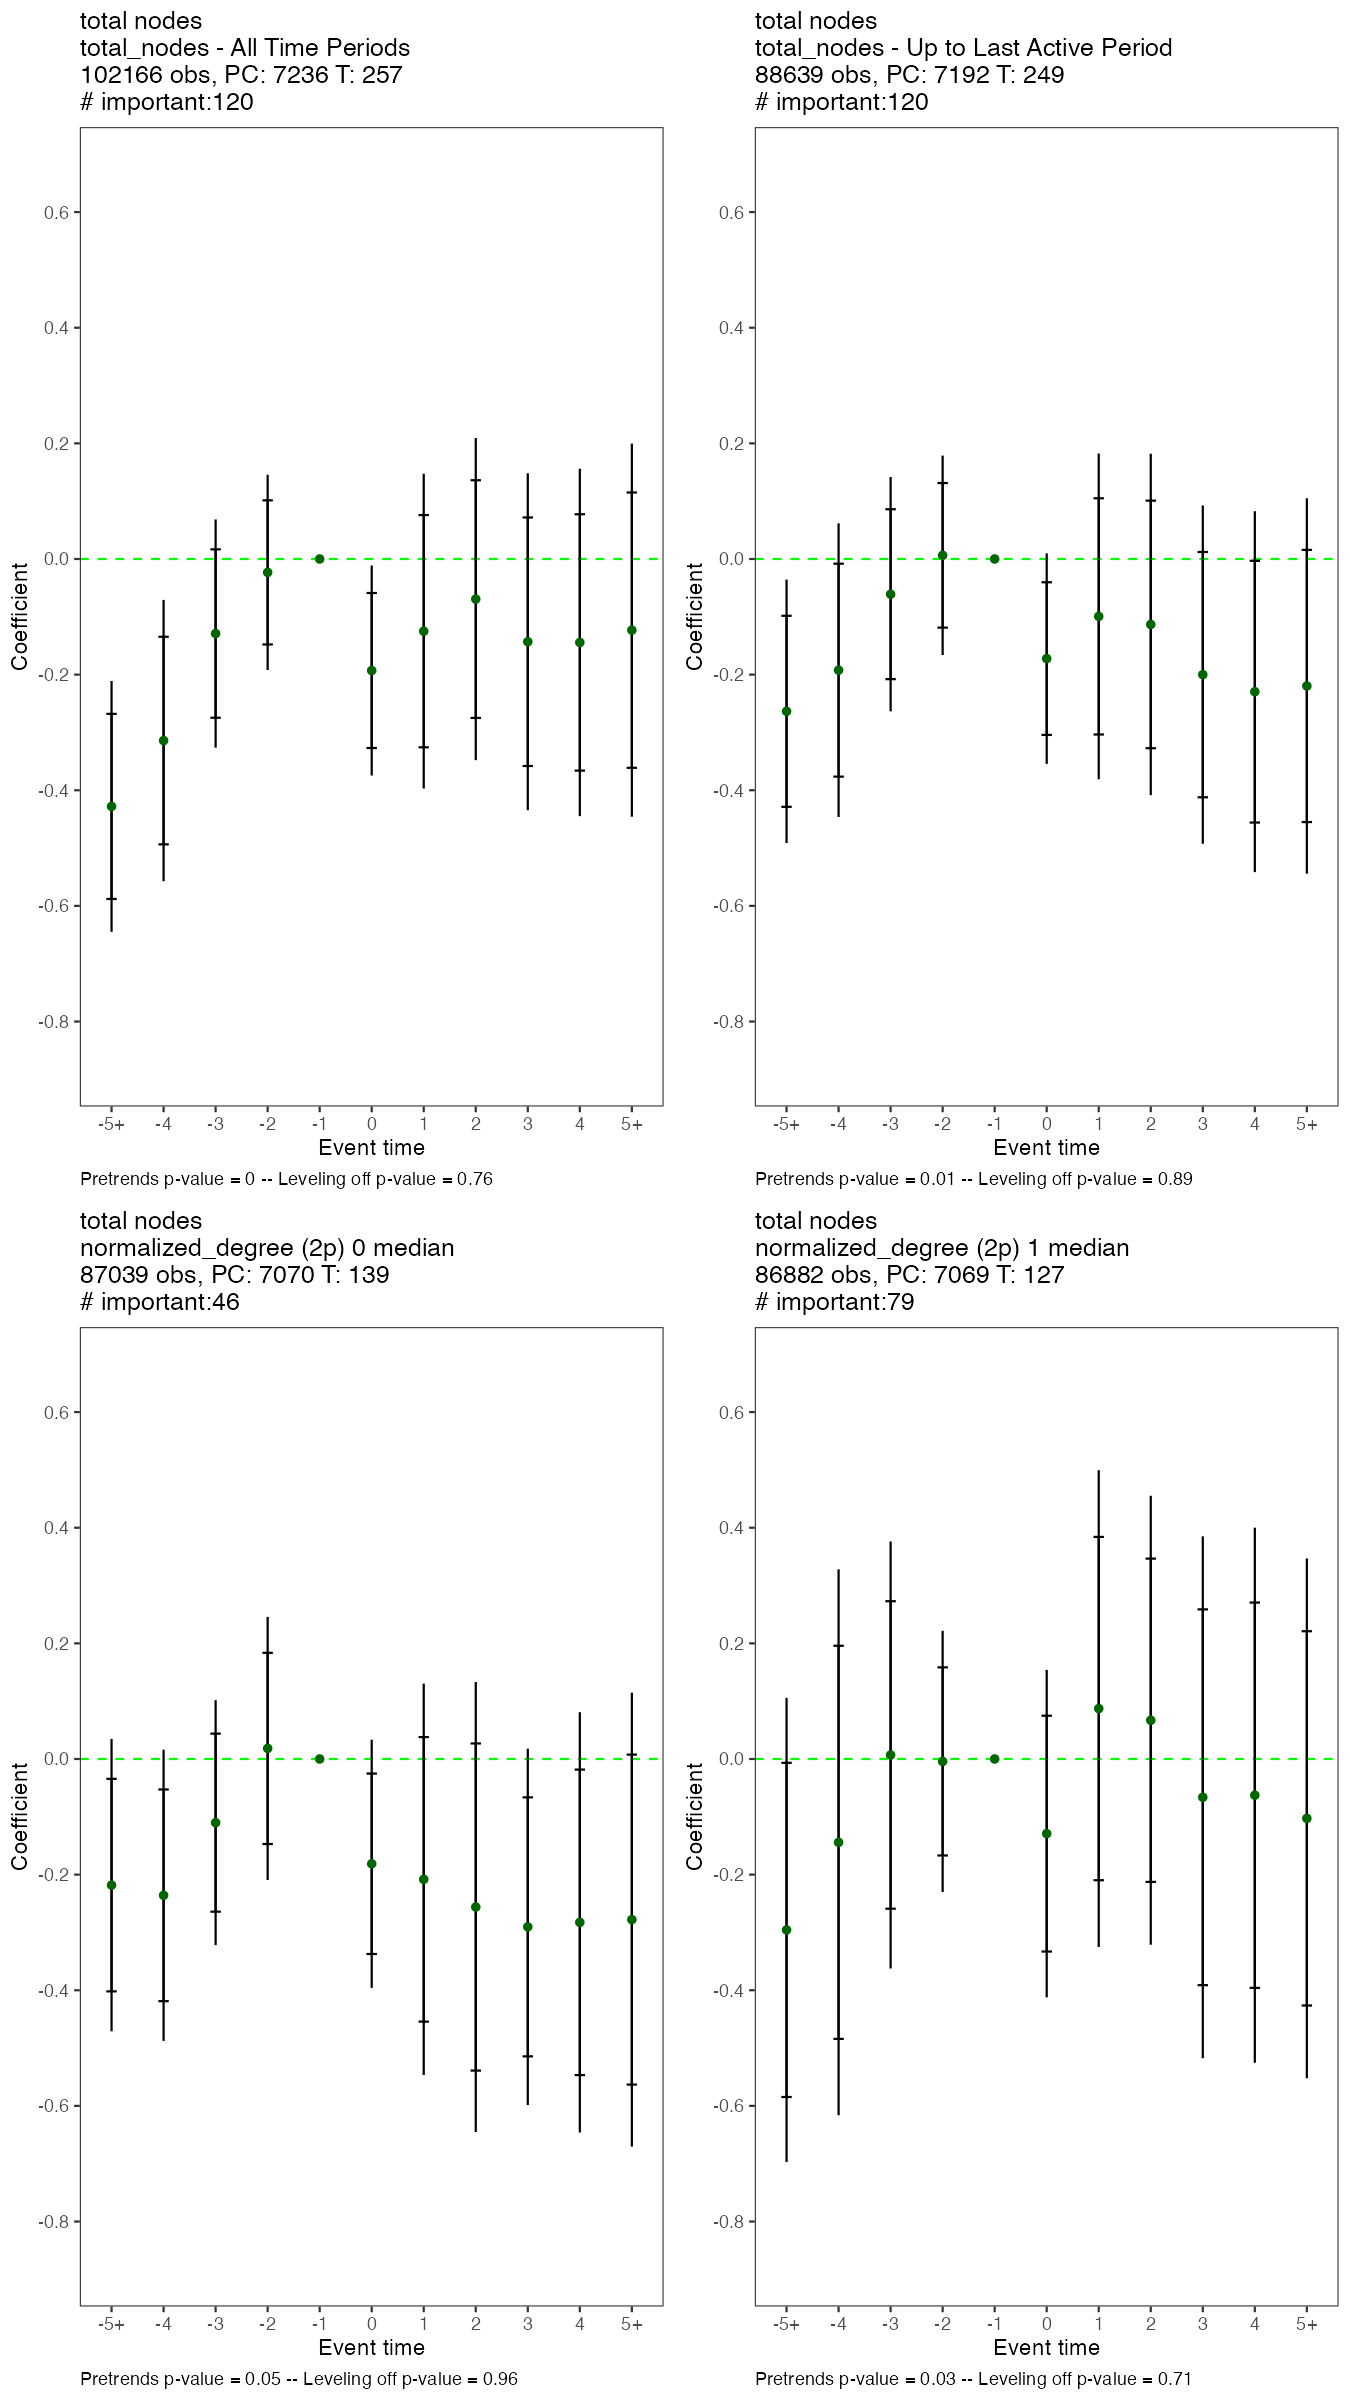 total nodes
total_nodes - All Time Periods
102166 obs, PC: 7236 T: 257
# important:120
0.6
0.4
0.2
0.0
-0.2
-0.4
-0.6
-0.8
Coefficient
-5+ -4 -3 -2 -1 0 1 2 3 4 5+
Event time
Pretrends p-value = 0 -- Leveling off p-value = 0.76
total nodes
total_nodes - Up to Last Active Period
88639 obs, PC: 7192 T: 249
# important:120
0.6
0.4
0.2
0.0
-0.2
-0.4
-0.6
-0.8
Coefficient
-5+ -4 -3 -2 -1 0 1 2 3 4 5+
Event time
Pretrends p-value = 0.01 -- Leveling off p-value = 0.89
total nodes
normalized_degree (2p) 0 median
87039 obs, PC: 7070 T: 139
# important:46
0.6
0.4
0.2
0.0
-0.2
-0.4
-0.6
-0.8
Coefficient
-5+ -4 -3 -2 -1 0 1 2 3 4 5+
Event time
Pretrends p-value = 0.05 -- Leveling off p-value = 0.96
total nodes
normalized_degree (2p) 1 median
86882 obs, PC: 7069 T: 127
# important:79
0.6
0.4
0.2
0.0
-0.2
-0.4
-0.6
-0.8
Coefficient
-5+ -4 -3 -2 -1 0 1 2 3 4 5+
Event time
Pretrends p-value = 0.03 -- Leveling off p-value = 0.71